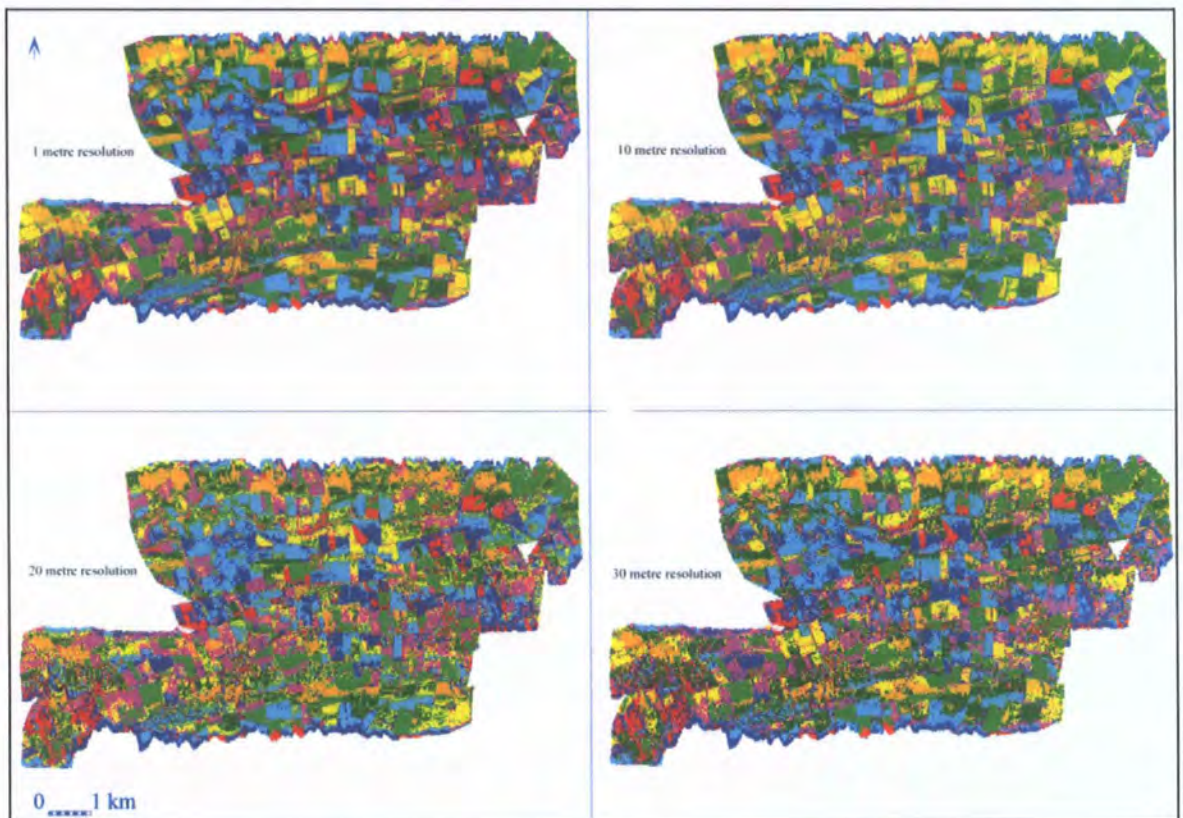 1 metre resolution
10 metre resolution
20 metre resolution
30 metre resolution
0 1 km